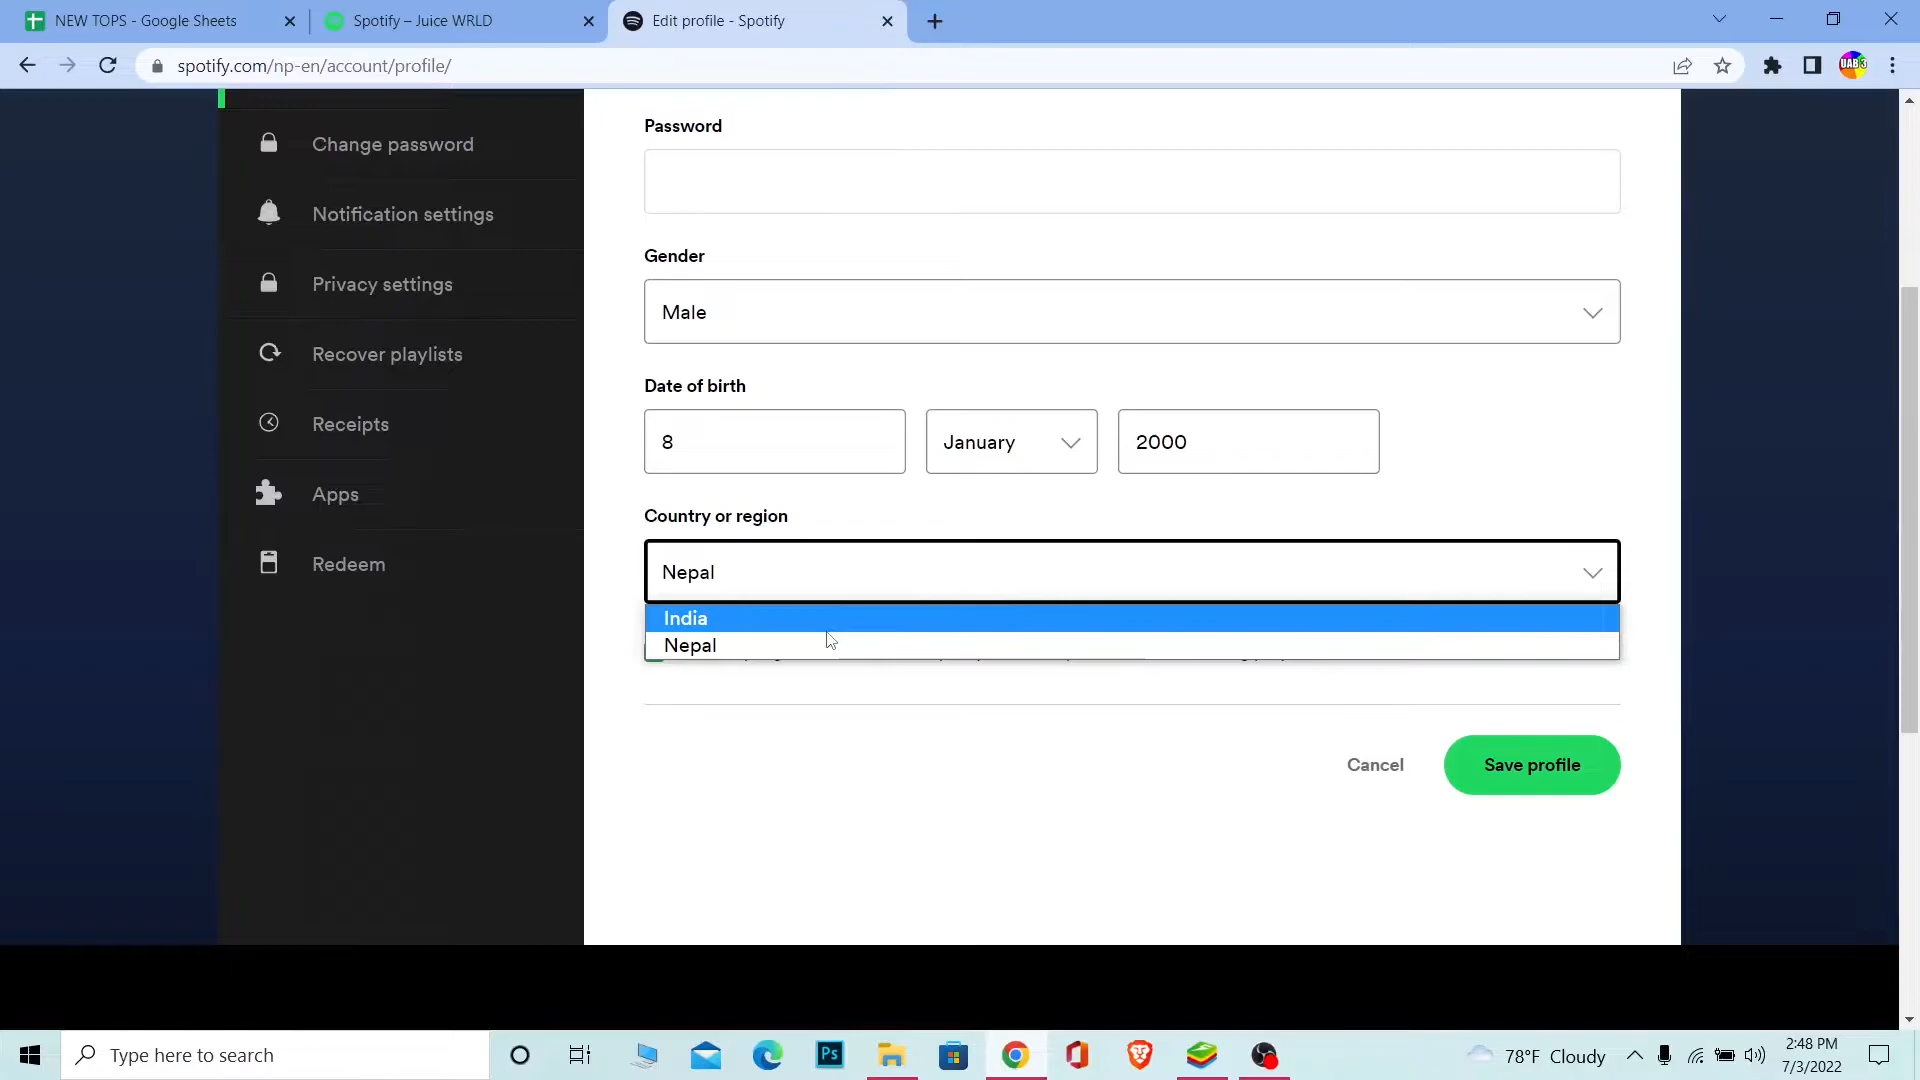 NEW TOPS - Google Sheets
Spotify – Juice WRLD
Edit profile - Spotify
spotify.com/np-en/account/profile/
UAB 3
Password
Change password
Notification settings
Gender
Privacy settings
Male
Recover playlists
Date of birth
Receipts
8
January
2000
Apps
Country or region
Redeem
Nepal
India
Nepal
Cancel
Save profile
Type here to search
Ps
78°F Cloudy
2:48 PM
7/3/2022